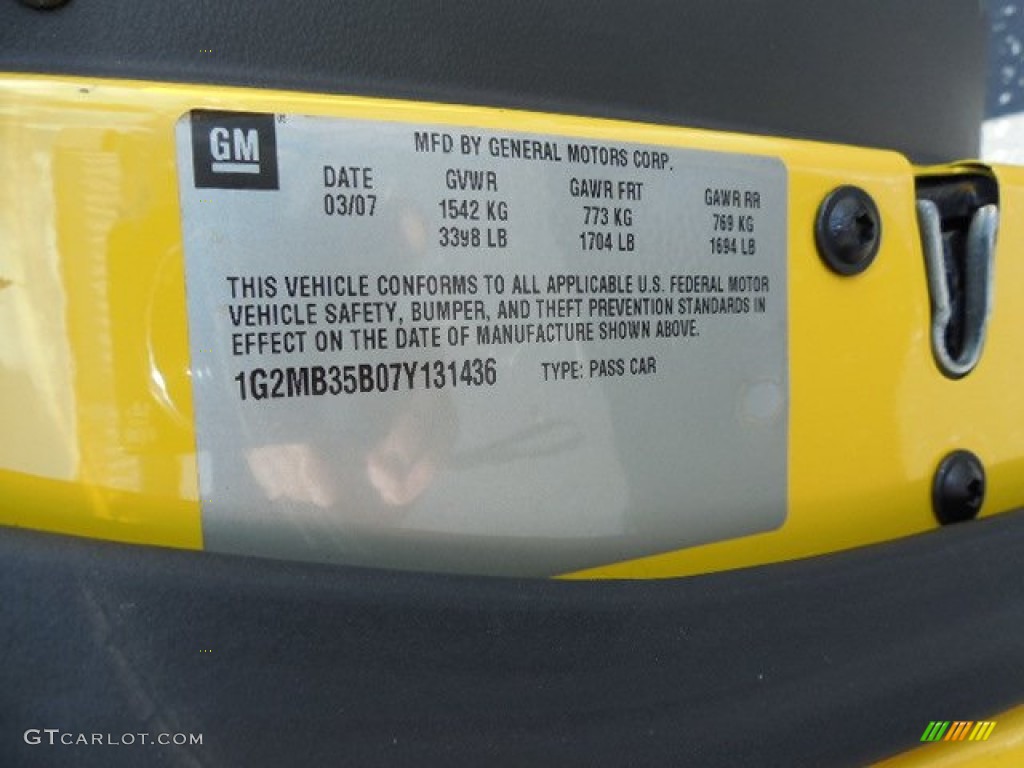 GM
MFD BY GENERAL MOTORS CORP.
DATE GVWR GAWR FRT GAWR RR
03/07 1542 KG 773 KG 769 KG
3398 LB 1704 LB 1694 LB
THIS VEHICLE CONFORMS TO ALL APPLICABLE U.S. FEDERAL MOTOR
VEHICLE SAFETY, BUMPER, AND THEFT PREVENTION STANDARDS IN
EFFECT ON THE DATE OF MANUFACTURE SHOWN ABOVE.
1G2MB35B07Y131436 TYPE: PASS CAR
GTCARLOT.COM